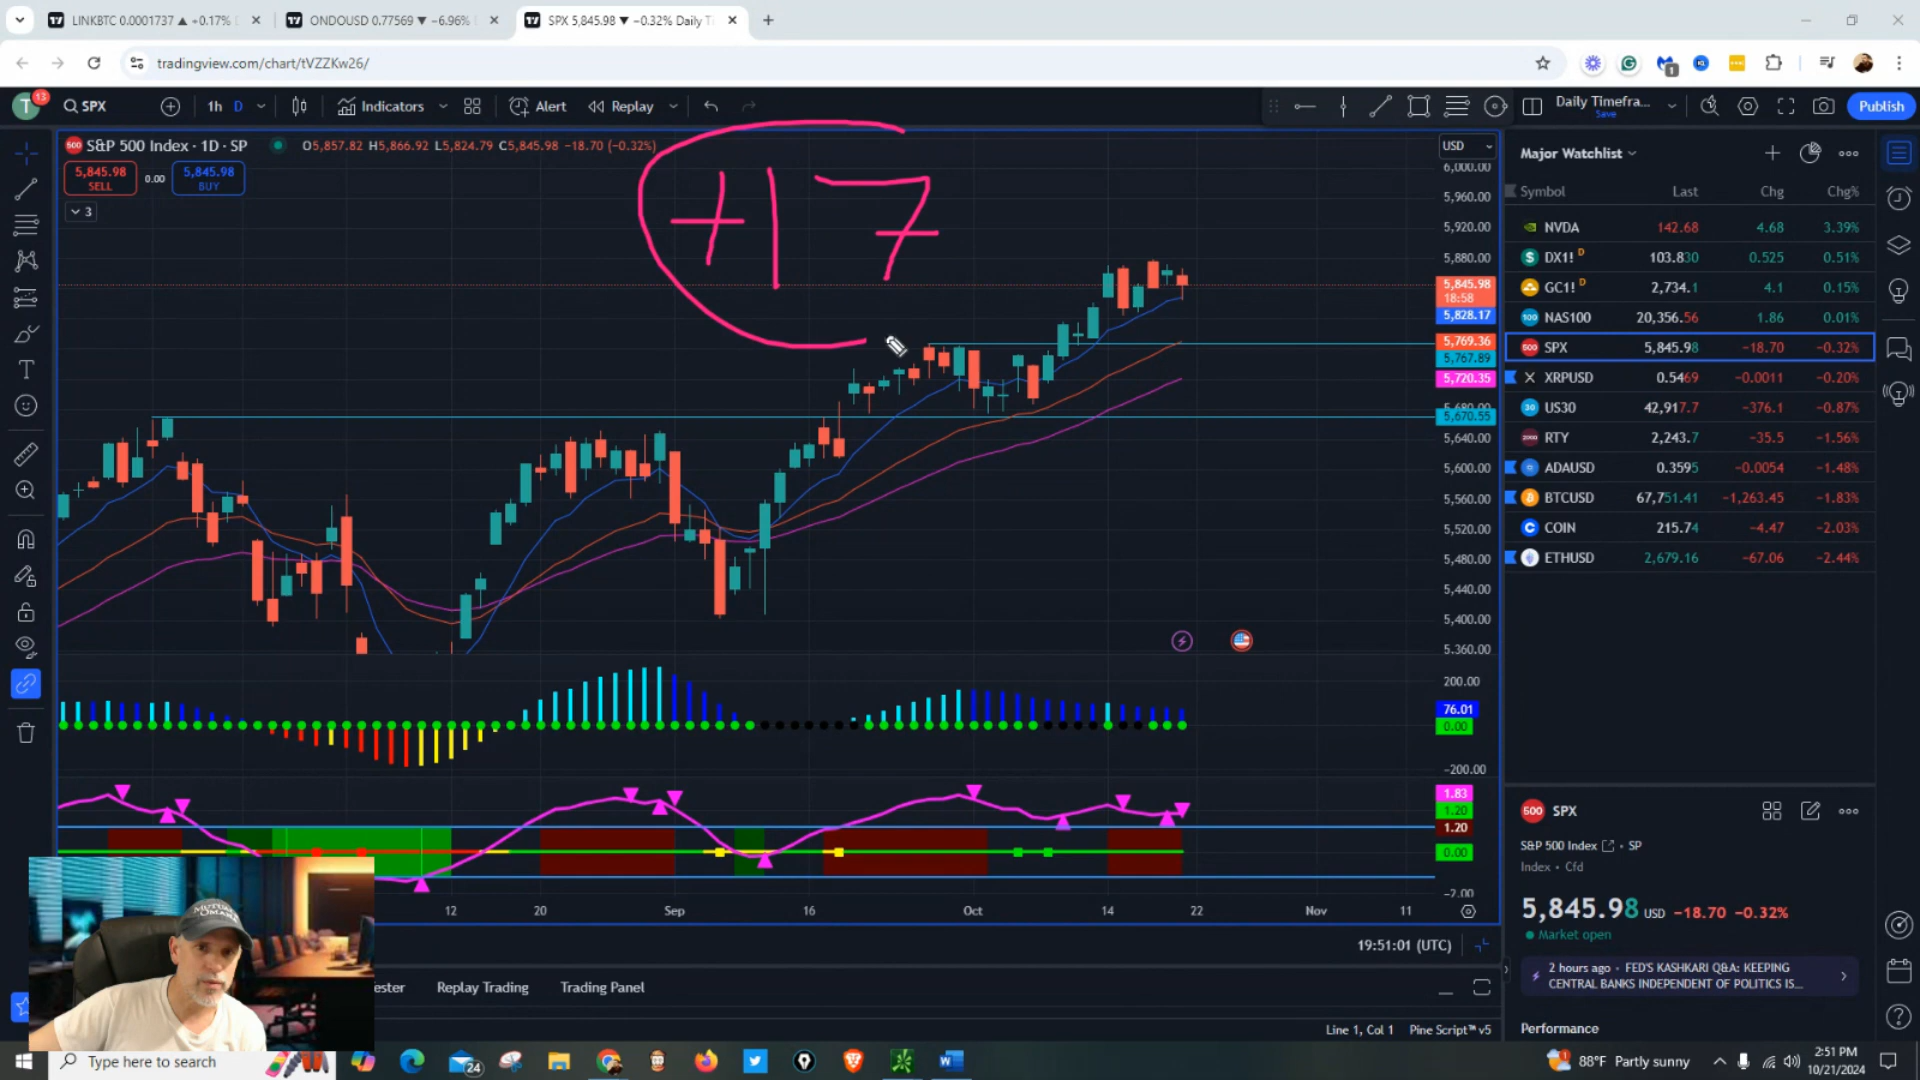 LINKBTC 0.0001737 ▲ +0.17%
ONDOUSD 0.77569 ▼ −6.96%
SPX 5,845.98 ▼ −0.32% Daily Ti
tradingview.com/chart/tVZZKw26/
T 13 SPX 1h D Indicators Alert Replay
Daily Timefra...
Save
Publish
S&P 500 Index · 1D · SP O5,857.82 H5,866.92 L5,824.79 C5,845.98 −18.70 (−0.32%)
5,845.98
SELL
0.00
5,845.98
BUY
3
+17
USD
6,000.00
5,960.00
5,920.00
5,880.00
5,845.98
18:58
5,828.17
5,769.36
5,767.89
5,720.35
5,680.00
5,670.55
5,640.00
5,600.00
5,560.00
5,520.00
5,480.00
5,440.00
5,400.00
5,360.00
200.00
76.01
0.00
−200.00
1.83
1.20
1.20
0.00
−2.00
12 20 Sep 16 Oct 14 22 Nov 11
19:51:01 (UTC)
ester Replay Trading Trading Panel
Line 1, Col 1 Pine Script™ v5
Major Watchlist
Symbol Last Chg Chg%
NVDA 142.68 4.68 3.39%
DX1! D 103.830 0.525 0.51%
GC1! D 2,734.1 4.1 0.15%
NAS100 20,356.56 1.86 0.01%
SPX 5,845.98 −18.70 −0.32%
XRPUSD 0.5469 −0.0011 −0.20%
US30 42,917.7 −376.1 −0.87%
RTY 2,243.7 −35.5 −1.56%
ADAUSD 0.3595 −0.0054 −1.48%
BTCUSD 67,751.41 −1,263.45 −1.83%
COIN 215.74 −4.47 −2.03%
ETHUSD 2,679.16 −67.06 −2.44%
500 SPX
S&P 500 Index · SP
Index · Cfd
5,845.98 USD −18.70 −0.32%
Market open
2 hours ago · FED'S KASHKARI Q&A: KEEPING
CENTRAL BANKS INDEPENDENT OF POLITICS IS...
Performance
MUTUAL
OMAHA
Type here to search
24
88°F Partly sunny
2:51 PM
10/21/2024